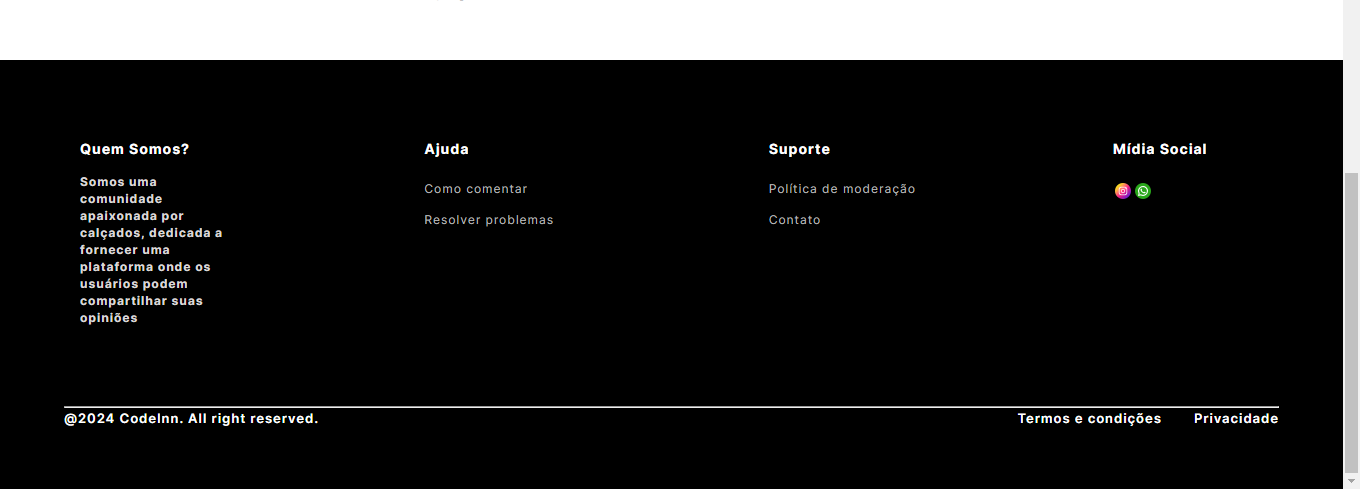 Quem Somos?
Somos uma
comunidade
apaixonada por
calçados, dedicada a
fornecer uma
plataforma onde os
usuários podem
compartilhar suas
opiniões
Ajuda
Como comentar
Resolver problemas
Suporte
Política de moderação
Contato
Mídia Social
@2024 CodeInn. All right reserved.
Termos e condições
Privacidade